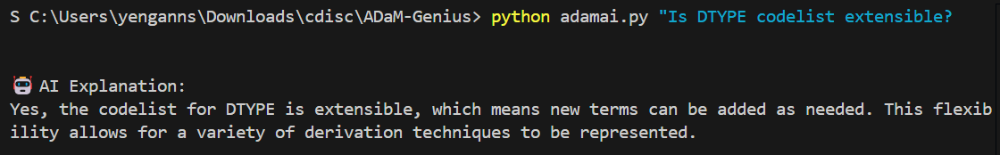 S C:\Users\yenganns\Downloads\cdisc\ADaM-Genius> python adamai.py "Is DTYPE codelist extensible?
AI Explanation:
Yes, the codelist for DTYPE is extensible, which means new terms can be added as needed. This flexib
ility allows for a variety of derivation techniques to be represented.